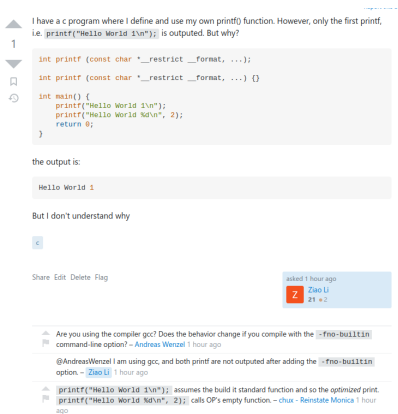 I have a c program where I define and use my own printf() function. However, only the first printf,
1
i.e. printf("Hello World 1\n"); is outputed. But why?
int printf (const char *__restrict __format, ...);
int printf (const char *__restrict __format, ...) {}
int main() {
    printf("Hello World 1\n");
    printf("Hello World %d\n", 2);
    return 0;
}
the output is:
Hello World 1
But I don't understand why
c
Share Edit Delete Flag
asked 1 hour ago
Z
Ziao Li
21 2
Are you using the compiler gcc? Does the behavior change if you compile with the -fno-builtin
command-line option? – Andreas Wenzel 1 hour ago
@AndreasWenzel I am using gcc, and both printf are not outputed after adding the -fno-builtin
option. – Ziao Li 1 hour ago
printf("Hello World 1\n"); assumes the build it standard function and so the optimized print.
printf("Hello World %d\n", 2); calls OP's empty function. – chux - Reinstate Monica 1 hour
ago